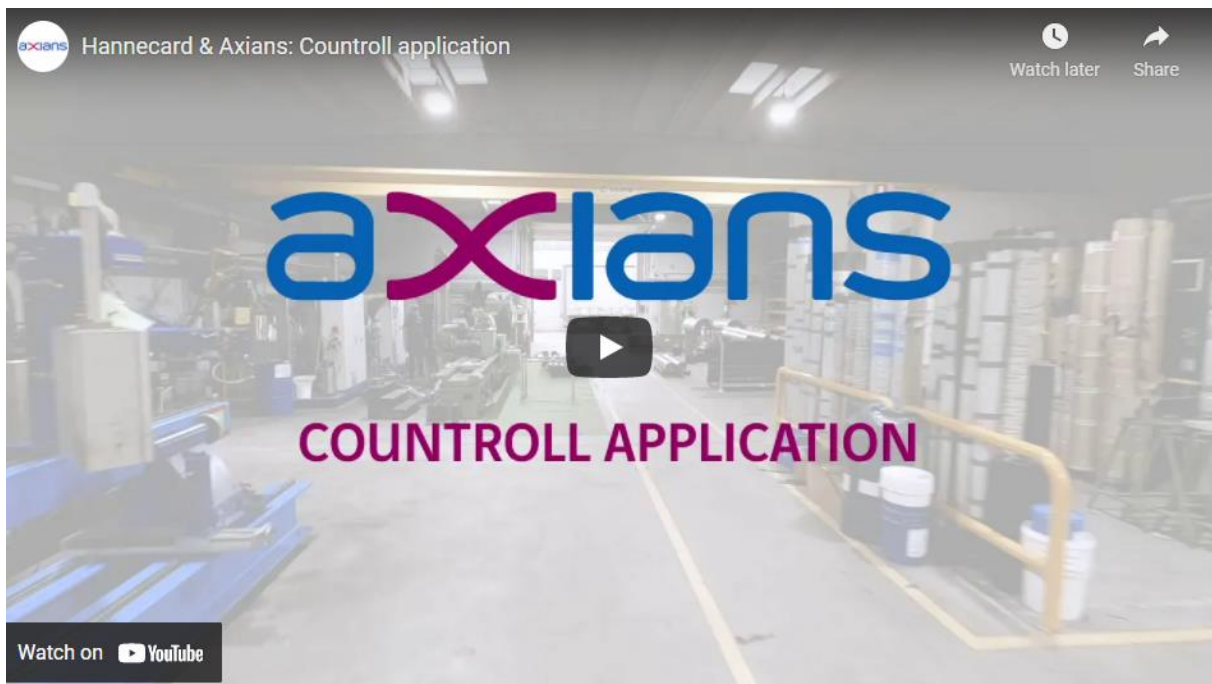 axians
Hannecard & Axians: Countroll application
Watch later
Share
axians
COUNTROLL APPLICATION
Watch on YouTube